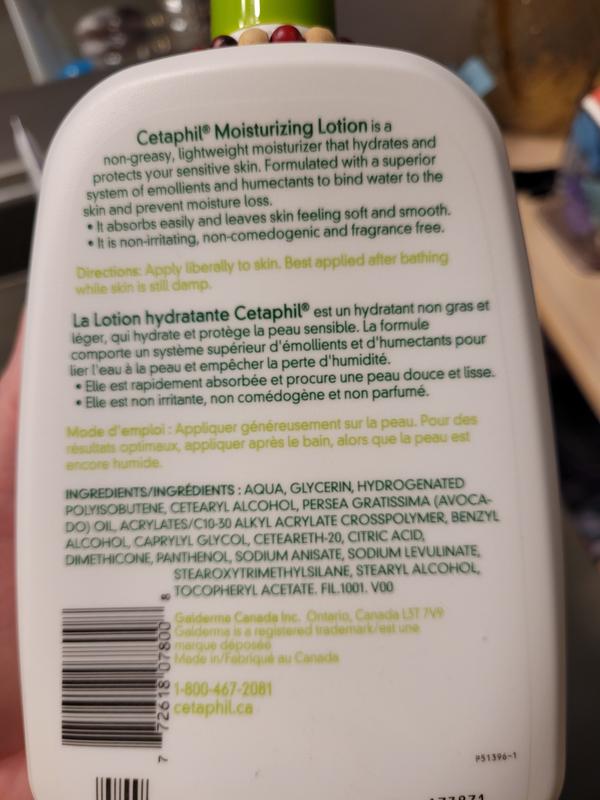 Cetaphil® Moisturizing Lotion is a
non-greasy, lightweight moisturizer that hydrates and
protects your sensitive skin. Formulated with a superior
system of emollients and humectants to bind water to the
skin and prevent moisture loss.
• It absorbs easily and leaves skin feeling soft and smooth.
• It is non-irritating, non-comedogenic and fragrance free.
Directions: Apply liberally to skin. Best applied after bathing
while skin is still damp.
La Lotion hydratante Cetaphil® est un hydratant non gras et
léger, qui hydrate et protège la peau sensible. La formule
comporte un système supérieur d'émollients et d'humectants pour
lier l'eau à la peau et empêcher la perte d'humidité.
• Elle est rapidement absorbée et procure une peau douce et lisse.
• Elle est non irritante, non comédogène et non parfumé.
Mode d'emploi : Appliquer généreusement sur la peau. Pour des
résultats optimaux, appliquer après le bain, alors que la peau est
encore humide.
INGREDIENTS/INGRÉDIENTS : AQUA, GLYCERIN, HYDROGENATED
POLYISOBUTENE, CETEARYL ALCOHOL, PERSEA GRATISSIMA (AVOCA-
DO) OIL, ACRYLATES/C10-30 ALKYL ACRYLATE CROSSPOLYMER, BENZYL
ALCOHOL, CAPRYLYL GLYCOL, CETEARETH-20, CITRIC ACID,
DIMETHICONE, PANTHENOL, SODIUM ANISATE, SODIUM LEVULINATE,
STEAROXYTRIMETHYLSILANE, STEARYL ALCOHOL,
TOCOPHERYL ACETATE. FIL.1001. V00
Galderma Canada Inc. Ontario, Canada L3T 7V9
Galderma is a registered trademark/est une
marque déposée
Made in/Fabriqué au Canada
1-800-467-2081
cetaphil.ca
7 72618 07800 8
P51396-1